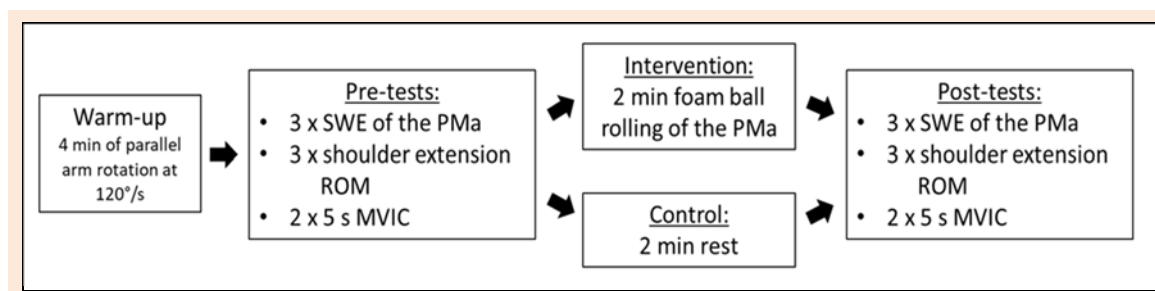 Warm-up
4 min of parallel
arm rotation at
120°/s
Pre-tests:
• 3 x SWE of the PMa
• 3 x shoulder extension
ROM
• 2 x 5 s MVIC
Intervention:
2 min foam ball
rolling of the PMa
Control:
2 min rest
Post-tests:
• 3 x SWE of the PMa
• 3 x shoulder extension
ROM
• 2 x 5 s MVIC